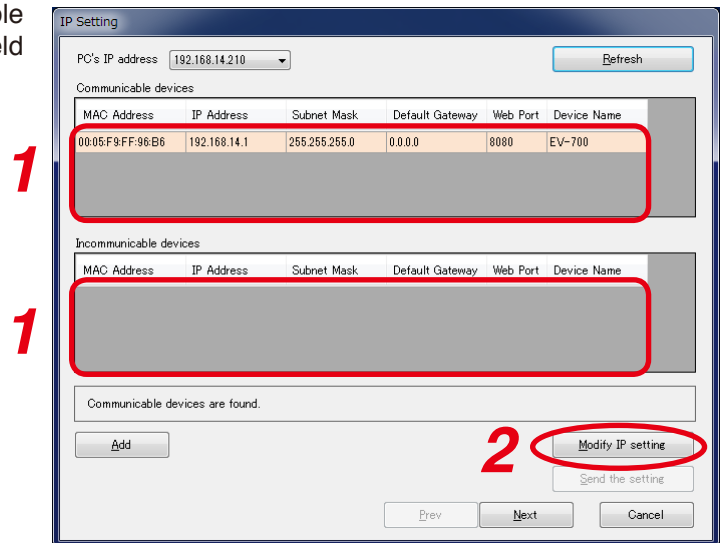 ple
eld
IP Setting
PC's IP address 192.168.14.210 Refresh
Communicable devices
MAC Address IP Address Subnet Mask Default Gateway Web Port Device Name
00:05:F9:FF:96:B6 192.168.14.1 255.255.255.0 0.0.0.0 8080 EV-700
1
Incommunicable devices
MAC Address IP Address Subnet Mask Default Gateway Web Port Device Name
1
Communicable devices are found.
Add 2 Modify IP setting
Send the setting
Prev Next Cancel